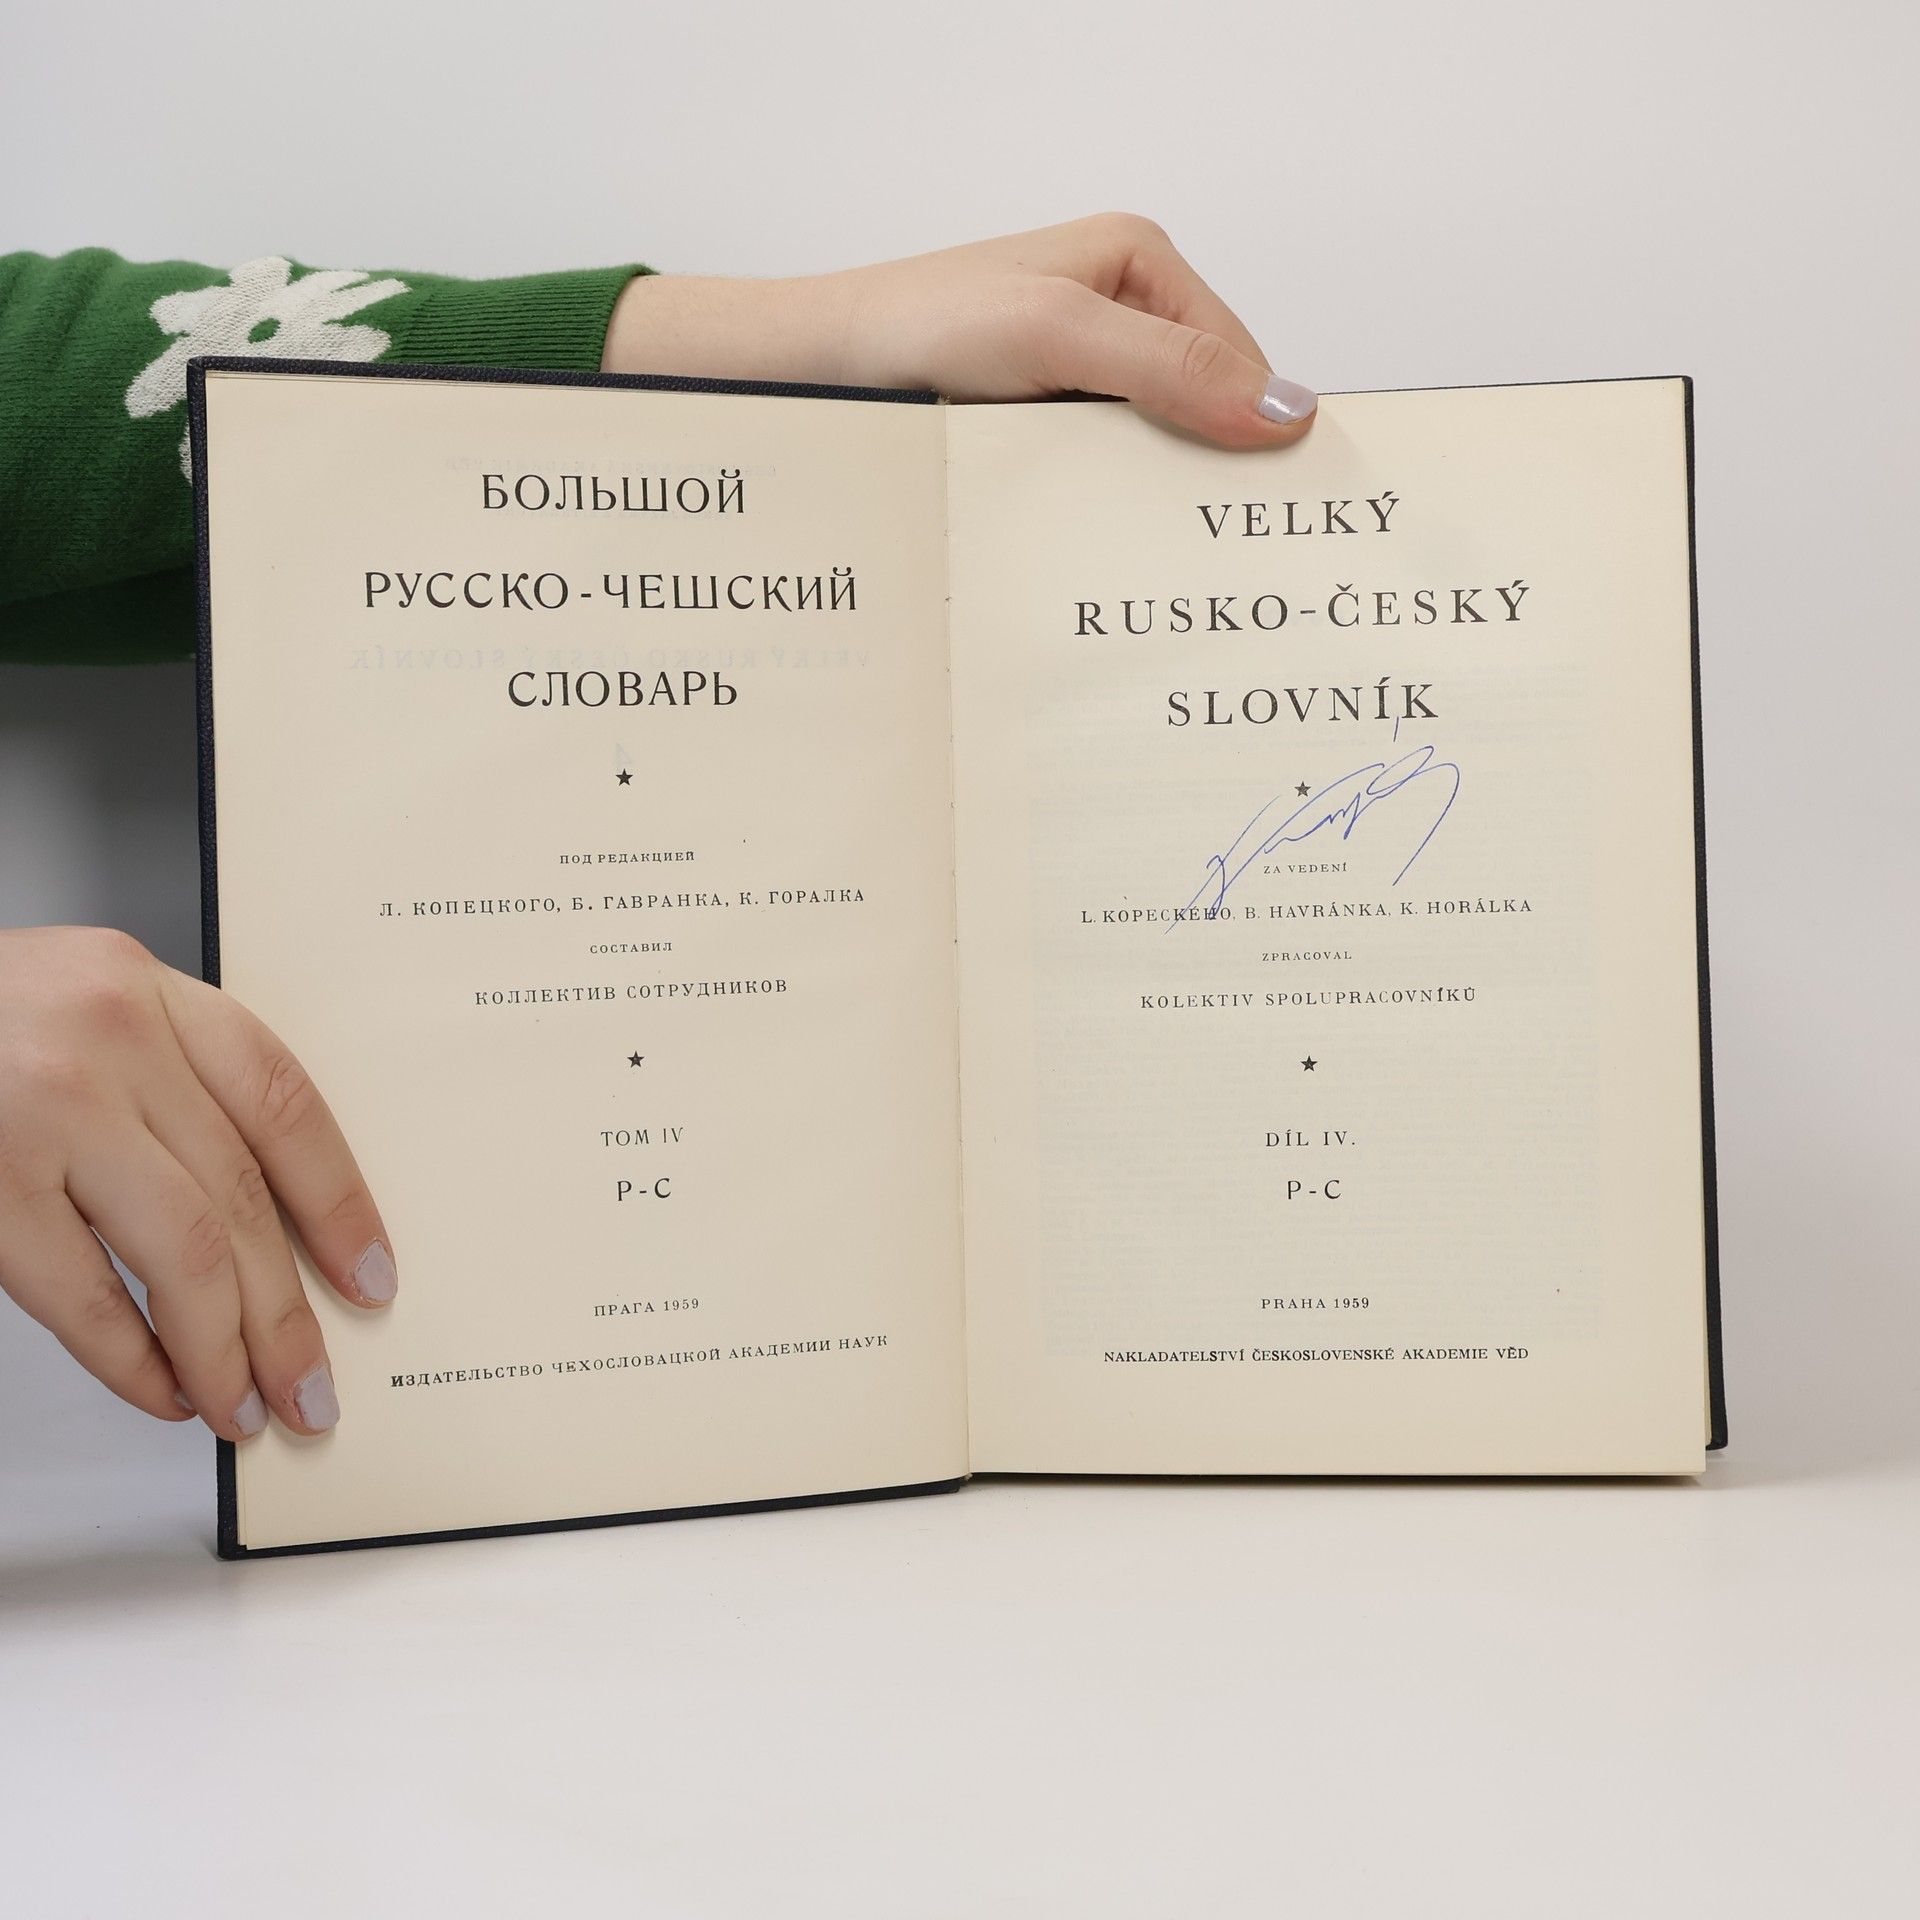 БОЛЬШОЙ
РУССКО-ЧЕШСКИЙ
СЛОВАРЬ
★
ПОД РЕДАКЦИЕЙ
Л. КОПЕЦКОГО, Б. ГАВРАНКА, К. ГОРАЛКА
СОСТАВИЛ
КОЛЛЕКТИВ СОТРУДНИКОВ
★
ТОМ IV
Р-С
ПРАГА 1959
ИЗДАТЕЛЬСТВО ЧЕХОСЛОВАЦКОЙ АКАДЕМИИ НАУК
VELKÝ
RUSKO-ČESKÝ
SLOVNÍK
★
ZA VEDENÍ
L. KOPECKÉHO, B. HAVRÁNKA, K. HORÁLKA
ZPRACOVAL
KOLEKTIV SPOLUPRACOVNÍKŮ
★
DÍL IV.
Р-С
PRAHA 1959
NAKLADATELSTVÍ ČESKOSLOVENSKÉ AKADEMIE VĚD